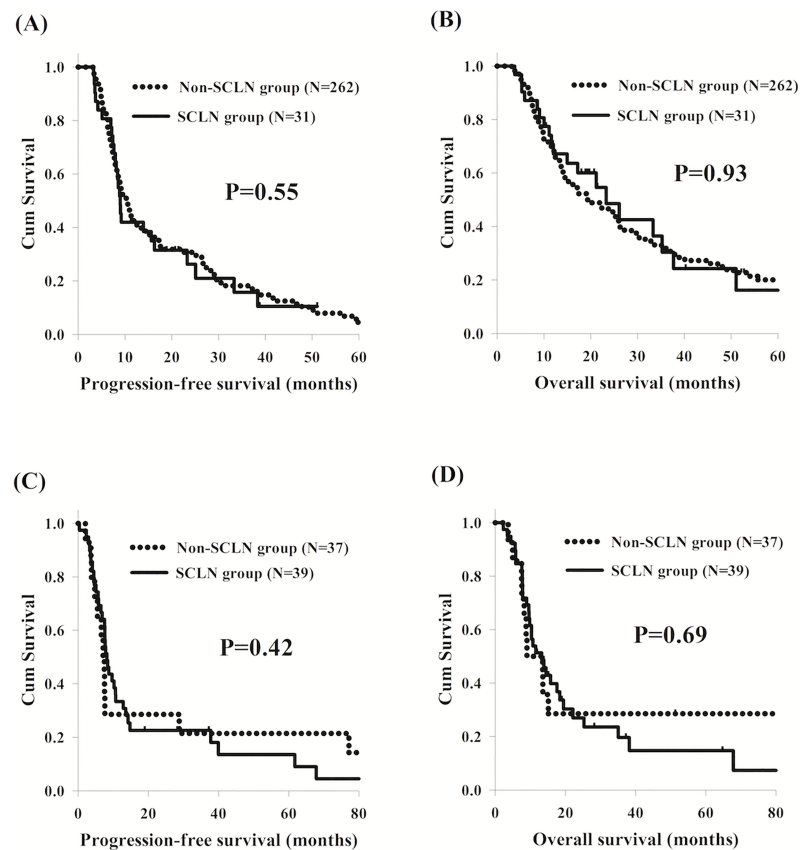 (A)
Cum Survival
1.0
0.8
0.6
0.4
0.2
0.0
Non-SCLN group (N=262)
SCLN group (N=31)
P=0.55
0 10 20 30 40 50 60
Progression-free survival (months)
(B)
Cum Survival
1.0
0.8
0.6
0.4
0.2
0.0
Non-SCLN group (N=262)
SCLN group (N=31)
P=0.93
0 10 20 30 40 50 60
Overall survival (months)
(C)
Cum Survival
1.0
0.8
0.6
0.4
0.2
0.0
Non-SCLN group (N=37)
SCLN group (N=39)
P=0.42
0 20 40 60 80
Progression-free survival (months)
(D)
Cum Survival
1.0
0.8
0.6
0.4
0.2
0.0
Non-SCLN group (N=37)
SCLN group (N=39)
P=0.69
0 20 40 60 80
Overall survival (months)